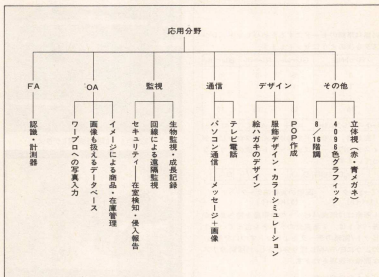 応用分野
FA
認識・計測器
OA
ワープロへの写真入力
画像も扱えるデータベース
イメージによる商品・在庫管理
監視
セキュリティ――在室検知・侵入報告
回線による遠隔監視
生物監視・成長記録
通信
パソコン通信――メッセージ+画像
テレビ電話
デザイン
絵ハガキのデザイン
服飾デザイン・カラーシミュレーション
POP作成
その他
8/16階調
4096色グラフィック
立体視(赤・青メガネ)